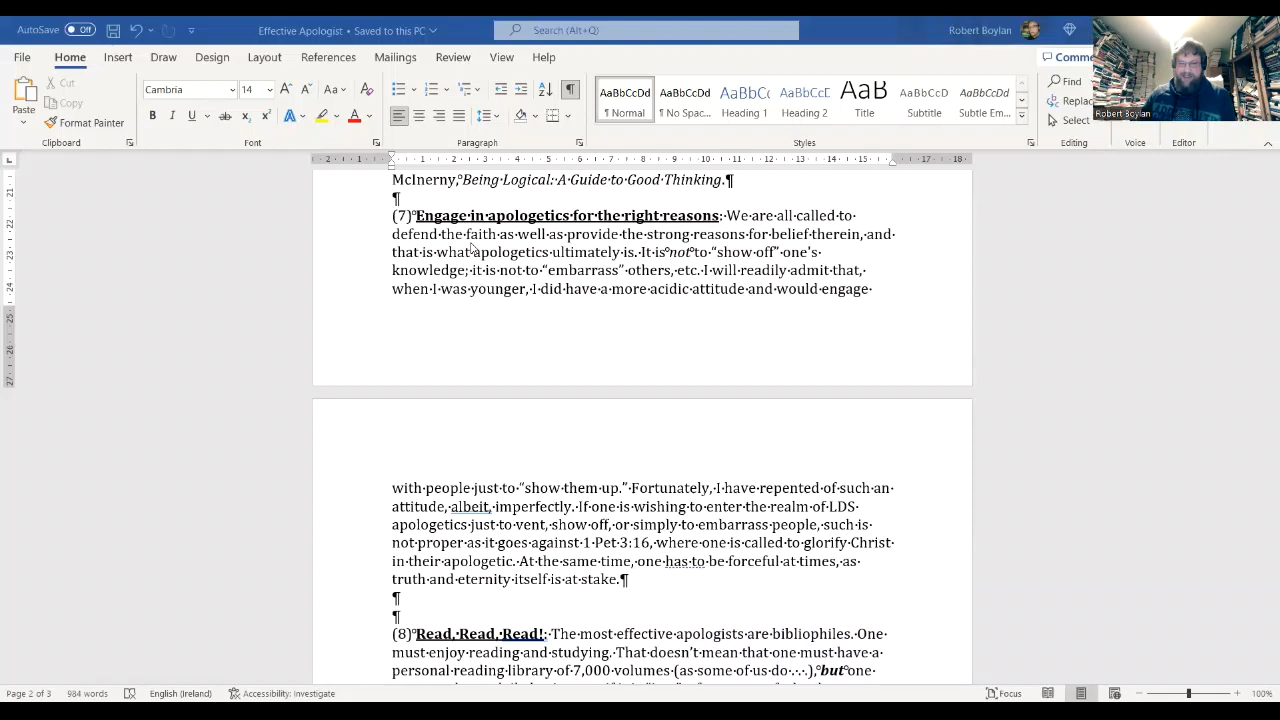 AutoSave Off Effective Apologist • Saved to this PC Search (Alt+Q) Robert Boylan
File Home Insert Draw Design Layout References Mailings Review View Help
Paste
Cut
Copy
Format Painter
Clipboard
Cambria 14
Font
Paragraph
AaBbCcDd AaBbCcDd AaBbCc AaBbCcC AaB AaBbCcD AaBbCcDd
¶ Normal ¶ No Spac... Heading 1 Heading 2 Title Subtitle Subtle Em...
Styles
Find
Select
Editing
Voice
Editor
Robert Boylan
McInerny, Being Logical: A Guide to Good Thinking.¶
¶
(7) Engage in apologetics for the right reasons: We are all called to
defend the faith as well as provide the strong reasons for belief therein, and
that is what apologetics ultimately is. It is not to “show off” one's
knowledge; it is not to “embarrass” others, etc. I will readily admit that,
when I was younger, I did have a more acidic attitude and would engage
with people just to “show them up.” Fortunately, I have repented of such an
attitude, albeit, imperfectly. If one is wishing to enter the realm of LDS
apologetics just to vent, show off, or simply to embarrass people, such is
not proper as it goes against 1 Pet 3:16, where one is called to glorify Christ
in their apologetic. At the same time, one has to be forceful at times, as
truth and eternity itself is at stake.¶
¶
¶
(8) Read, Read, Read!: The most effective apologists are bibliophiles. One
must enjoy reading and studying. That doesn’t mean that one must have a
personal reading library of 7,000 volumes (as some of us do . . .), but one
Page 2 of 3 984 words English (Ireland) Accessibility: Investigate Focus 100%